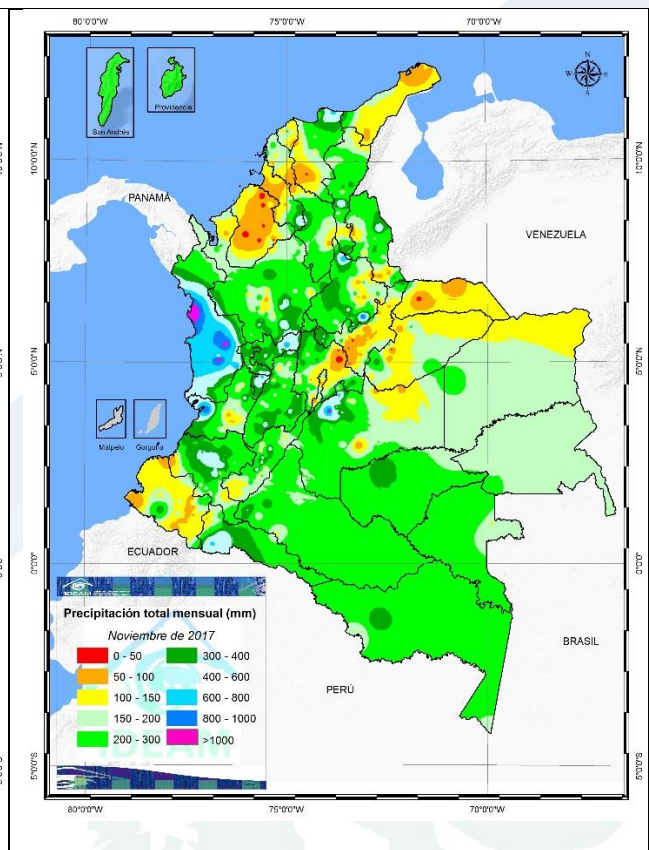 80°0'0"W 75°0'0"W 70°0'0"W
N
W E
S
San Andrés
Providencia
10°0'0"N 10°0'0"N
PANAMÁ
VENEZUELA
5°0'0"N 5°0'0"N
Malpelo Gorgona
ECUADOR
0°0'0" 0°0'0"
IDEAM
Precipitación total mensual (mm)
Noviembre de 2017
0 - 50 300 - 400
50 - 100 400 - 600
100 - 150 600 - 800
150 - 200 800 - 1000
200 - 300 >1000
IDEAM
BRASIL
PERÚ
5°0'0"S 5°0'0"S
80°0'0"W 75°0'0"W 70°0'0"W